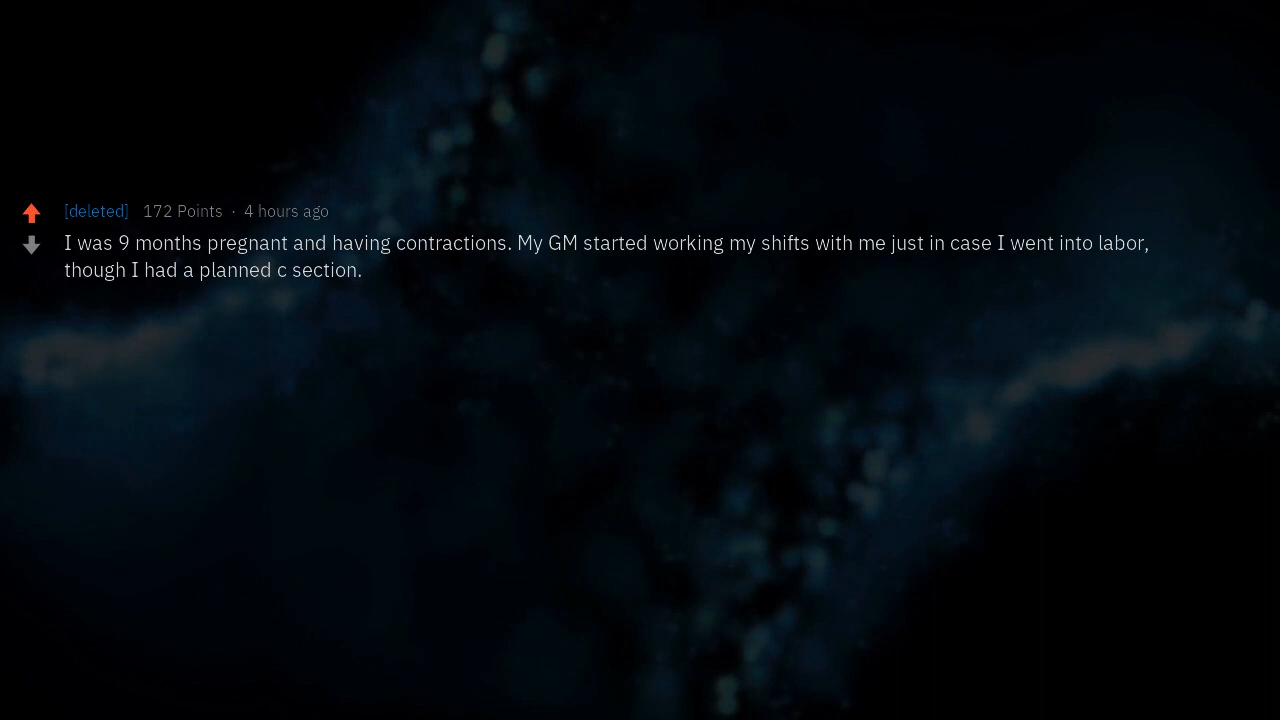 [deleted] 172 Points · 4 hours ago
I was 9 months pregnant and having contractions. My GM started working my shifts with me just in case I went into labor,
though I had a planned c section.